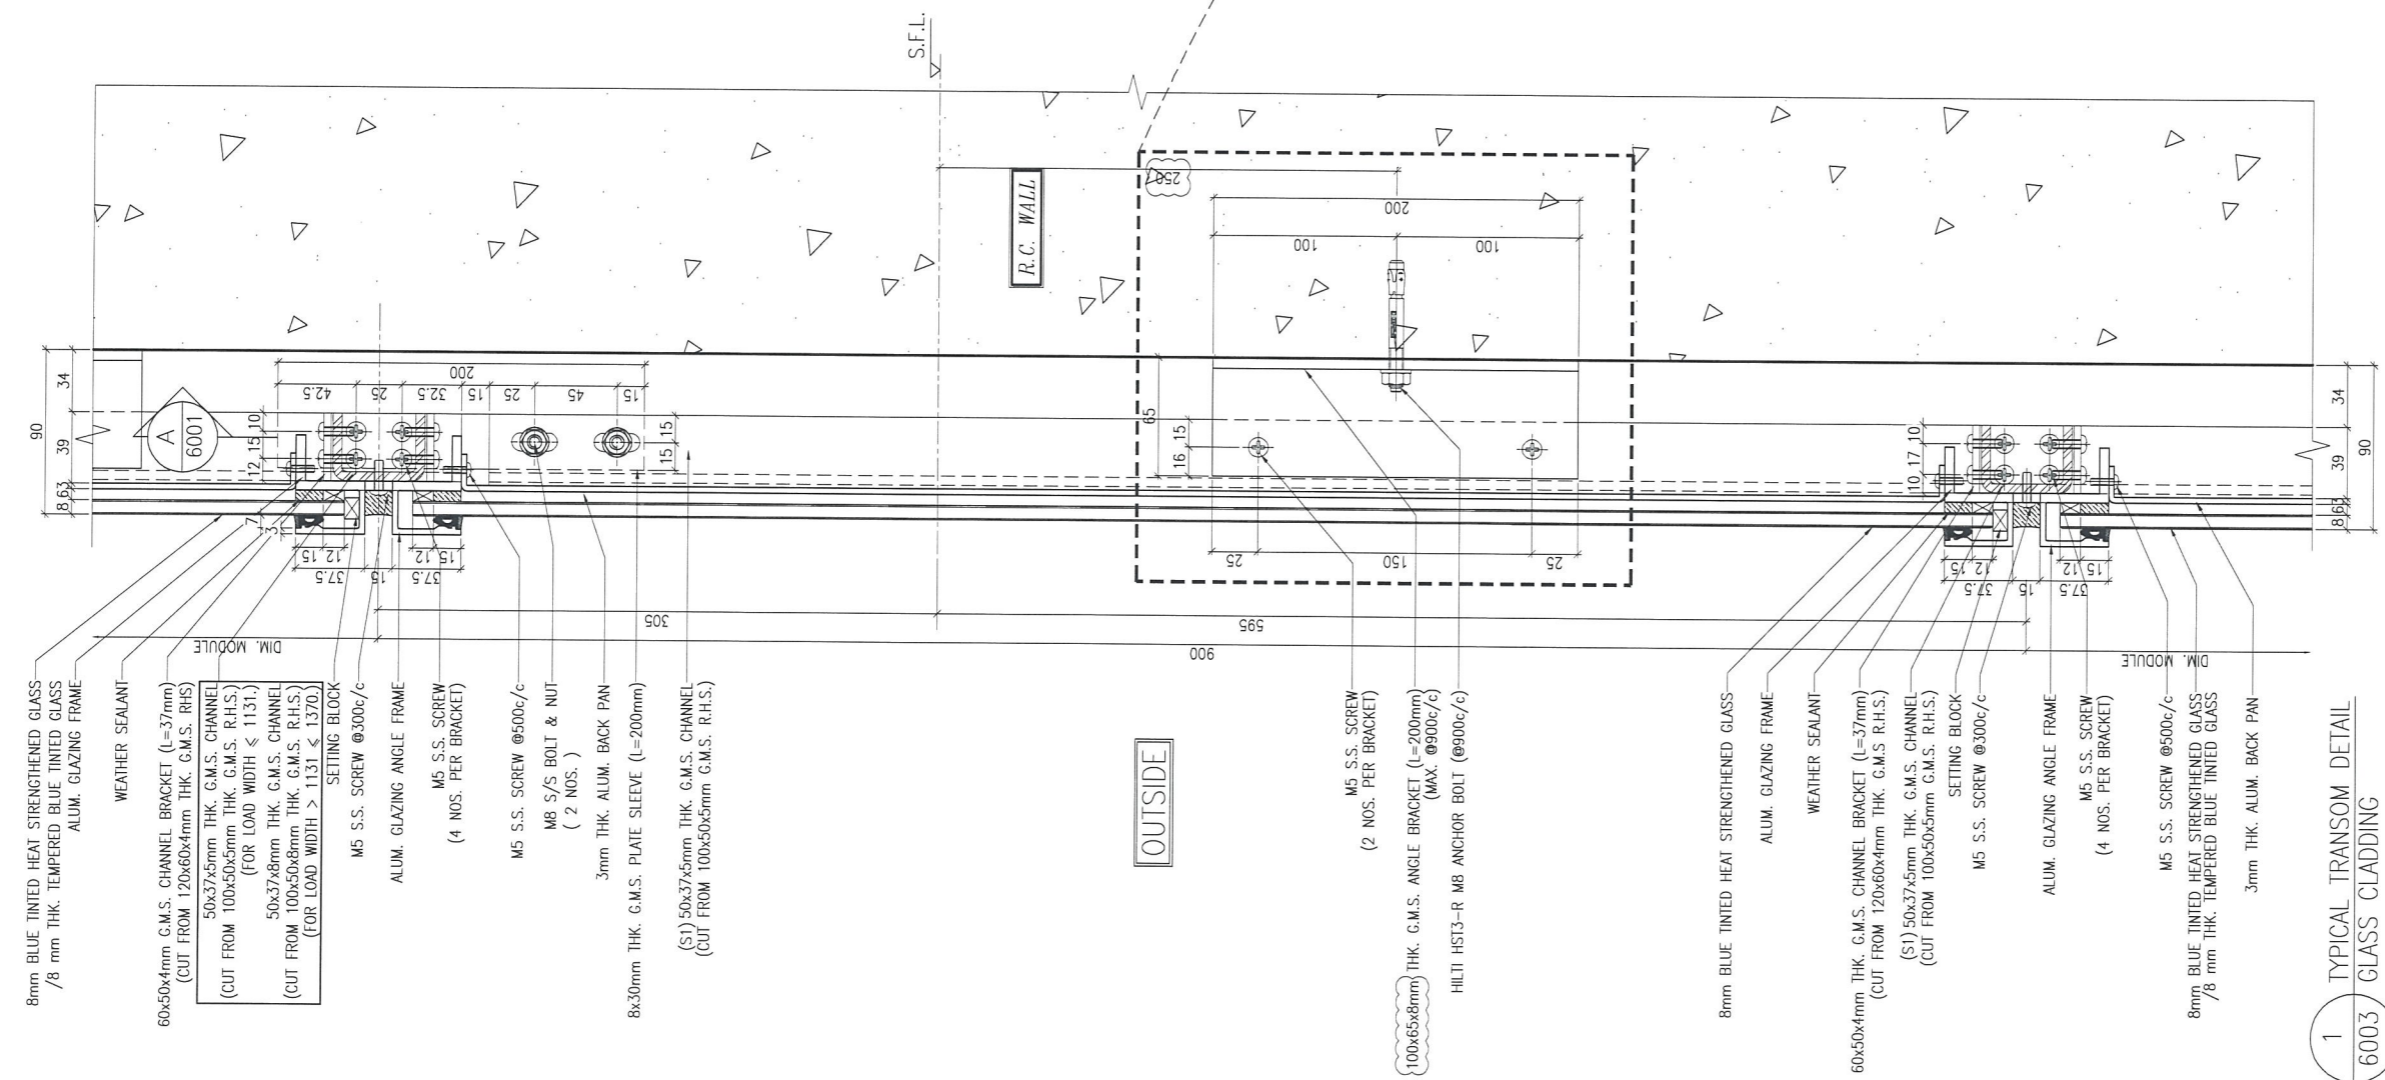 S.F.L.
R.C. WALL
250
200
100
100
90
34
39
8
6
3
A
6001
10
15
12
7
3
200
42.5
25
32.5
15
25
45
15
15
15
65
15
16
25
150
25
15
12
37.5
15
12
15
37.5
305
595
900
DIM. MODULE
DIM. MODULE
10
17
10
15
12
37.5
15
12
15
37.5
34
39
8
6
3
90
8mm BLUE TINTED HEAT STRENGTHENED GLASS
/8 mm THK. TEMPERED BLUE TINTED GLASS
ALUM. GLAZING FRAME
WEATHER SEALANT
60x50x4mm G.M.S. CHANNEL BRACKET (L=37mm)
(CUT FROM 120x60x4mm THK. G.M.S. RHS)
50x37x5mm THK. G.M.S. CHANNEL
(CUT FROM 100x50x5mm THK. G.M.S. R.H.S.)
(FOR LOAD WIDTH ⩽ 1131.)
50x37x8mm THK. G.M.S. CHANNEL
(CUT FROM 100x50x8mm THK. G.M.S. R.H.S.)
(FOR LOAD WIDTH > 1131 ⩽ 1370.)
SETTING BLOCK
M5 S.S. SCREW @300c/c
ALUM. GLAZING ANGLE FRAME
M5 S.S. SCREW
(4 NOS. PER BRACKET)
M5 S.S. SCREW @500c/c
M8 S/S BOLT & NUT
( 2 NOS. )
3mm THK. ALUM. BACK PAN
8x30mm THK. G.M.S. PLATE SLEEVE (L=200mm)
(S1) 50x37x5mm THK. G.M.S. CHANNEL
(CUT FROM 100x50x5mm G.M.S. R.H.S.)
OUTSIDE
M5 S.S. SCREW
(2 NOS. PER BRACKET)
100x65x8mm THK. G.M.S. ANGLE BRACKET (L=200mm)
(MAX. @900c/c)
HILTI HST3-R M8 ANCHOR BOLT (@900c/c)
8mm BLUE TINTED HEAT STRENGTHENED GLASS
ALUM. GLAZING FRAME
WEATHER SEALANT
60x50x4mm THK. G.M.S. CHANNEL BRACKET (L=37mm)
(CUT FROM 120x60x4mm THK. G.M.S R.H.S.)
(S1) 50x37x5mm THK. G.M.S. CHANNEL
(CUT FROM 100x50x5mm THK. G.M.S. R.H.S.)
SETTING BLOCK
M5 S.S. SCREW @300c/c
ALUM. GLAZING ANGLE FRAME
M5 S.S. SCREW
(4 NOS. PER BRACKET)
M5 S.S. SCREW @500c/c
8mm BLUE TINTED HEAT STRENGTHENED GLASS
/8 mm THK. TEMPERED BLUE TINTED GLASS
3mm THK. ALUM. BACK PAN
1
6003
TYPICAL TRANSOM DETAIL
GLASS CLADDING